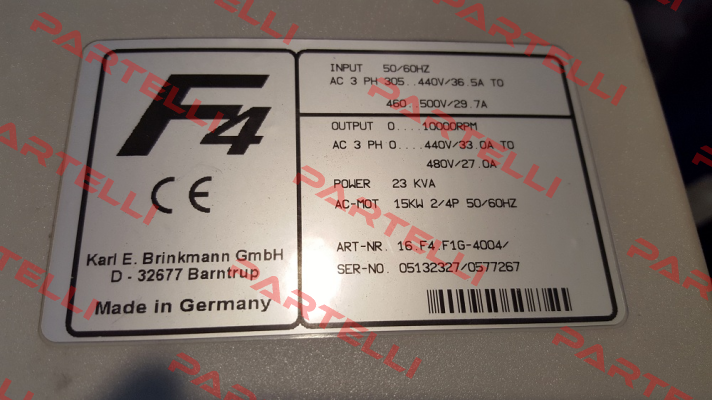 F4
CE
Karl E. Brinkmann GmbH
D - 32677 Barntrup
Made in Germany
INPUT 50/60HZ
AC 3 PH 305...440V/36.5A TO
460...500V/29.7A
OUTPUT 0....10000RPM
AC 3 PH 0....440V/33.0A TO
480V/27.0A
POWER 23 KVA
AC-MOT 15KW 2/4P 50/60HZ
ART-NR. 16.F4.F1G-4004/
SER-NO. 05132327/0577267
PARTELLI
PARTELLI
PARTELLI
PARTELLI
PARTELLI
PARTELLI
PARTELLI
PARTELLI